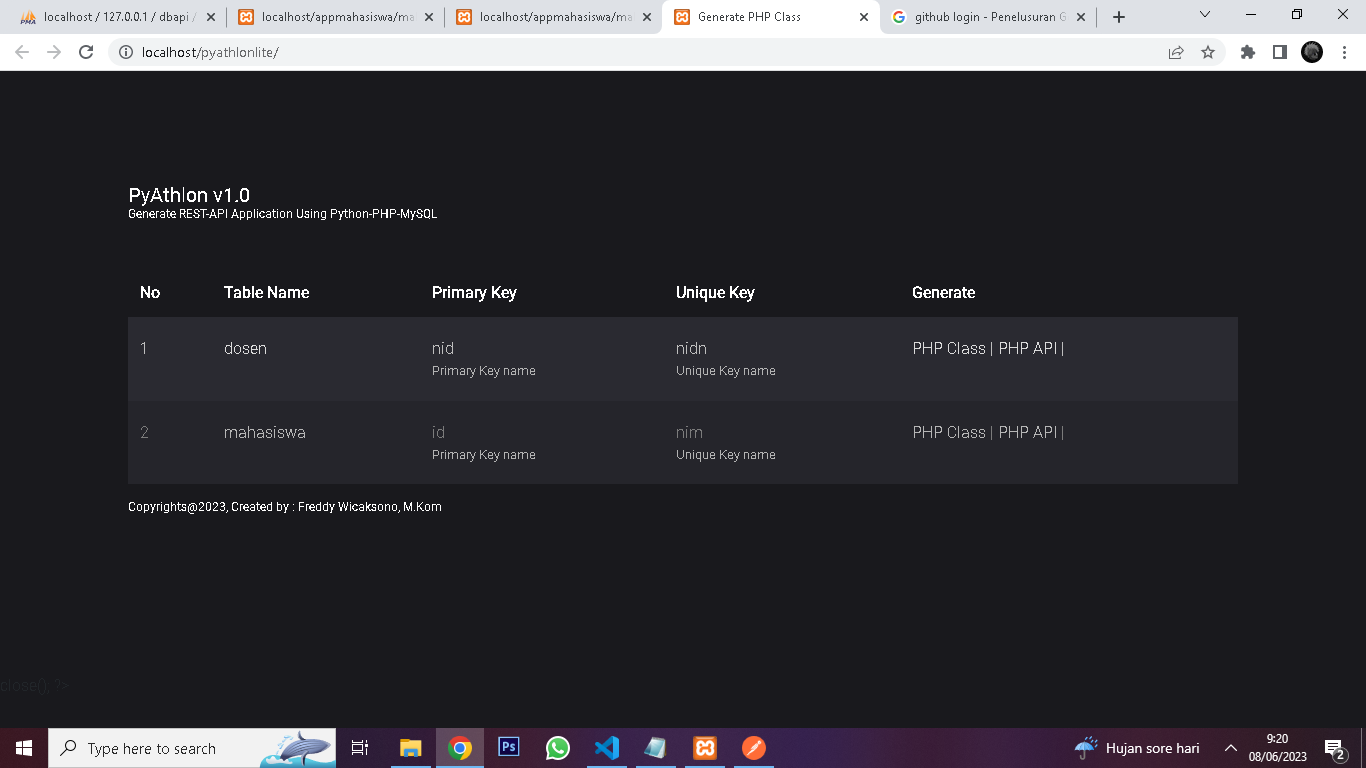 localhost / 127.0.0.1 / dbapi /
localhost/appmahasiswa/ma
localhost/appmahasiswa/ma
Generate PHP Class
github login - Penelusuran G
localhost/pyathlonlite/
PyAthlon v1.0
Generate REST-API Application Using Python-PHP-MySQL
No Table Name Primary Key Unique Key Generate
1 dosen nid nidn PHP Class | PHP API |
Primary Key name Unique Key name
2 mahasiswa id nim PHP Class | PHP API |
Primary Key name Unique Key name
Copyrights@2023, Created by : Freddy Wicaksono, M.Kom
close(); ?>
Type here to search
Ps
Hujan sore hari
9:20
08/06/2023
2